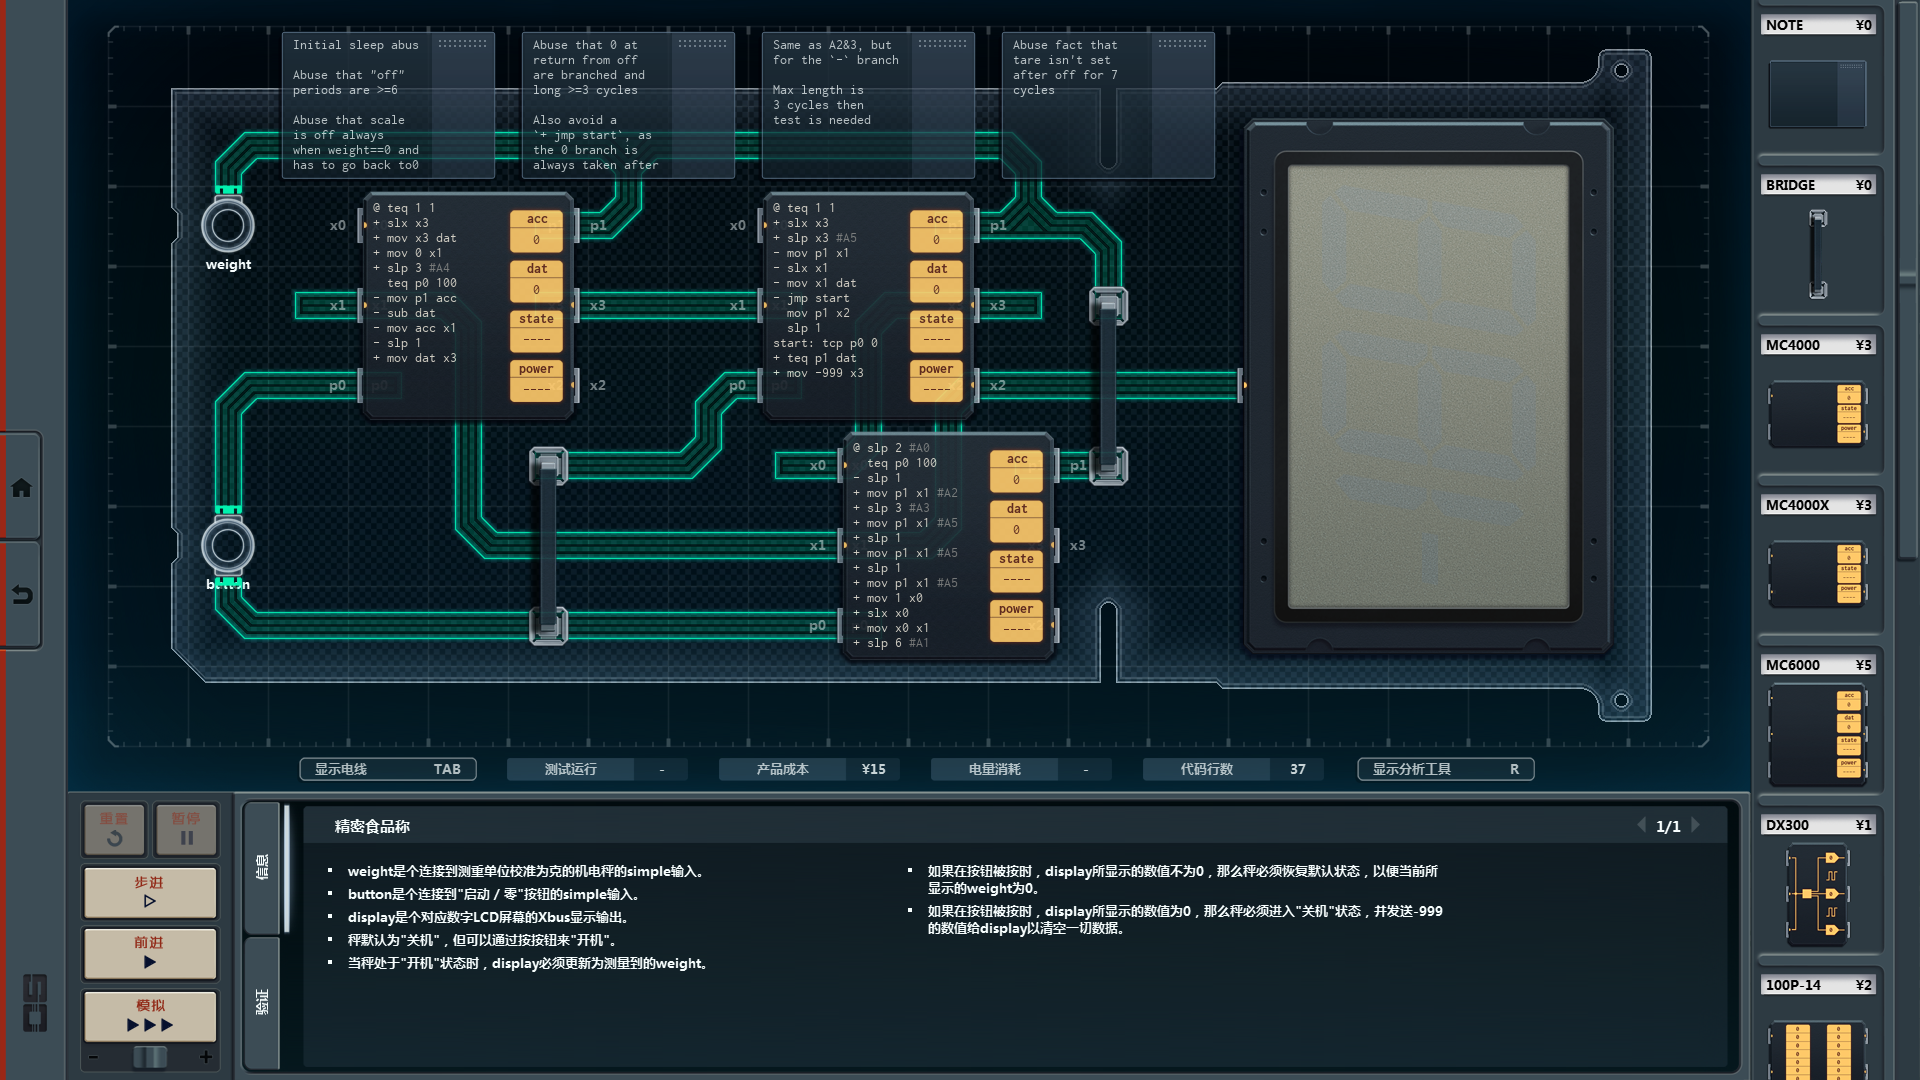 Initial sleep abus
Abuse that "off"
periods are >=6
Abuse that scale
is off always
when weight==0 and
has to go back to0
Abuse that 0 at
return from off
are branched and
long >=3 cycles
Also avoid a
`+ jmp start`, as
the 0 branch is
always taken after
Same as A2&3, but
for the `-` branch
Max length is
3 cycles then
test is needed
Abuse fact that
tare isn't set
after off for 7
cycles
weight
button
x0
x1
p0
p1
x3
x2
@ teq 1 1
+ slx x3
+ mov x3 dat
+ mov 0 x1
+ slp 3 #A4
teq p0 100
- mov p1 acc
- sub dat
- mov acc x1
- slp 1
+ mov dat x3
acc
0
dat
0
state
----
power
----
x0
x1
p0
p1
x3
x2
@ teq 1 1
+ slx x3
+ slp x3 #A5
- mov p1 x1
- slx x1
- mov x1 dat
- jmp start
mov p1 x2
slp 1
start: tcp p0 0
+ teq p1 dat
+ mov -999 x3
acc
0
dat
0
state
----
power
----
x0
x1
p0
p1
x3
@ slp 2 #A0
teq p0 100
- slp 1
+ mov p1 x1 #A2
+ slp 3 #A3
+ mov p1 x1 #A5
+ slp 1
+ mov p1 x1 #A5
+ slp 1
+ mov p1 x1 #A5
+ mov 1 x0
+ slx x0
+ mov x0 x1
+ slp 6 #A1
acc
0
dat
0
state
----
power
----
显示电线 TAB
测试运行 -
产品成本 ¥15
电量消耗 -
代码行数 37
显示分析工具 R
重置
暂停
步进
前进
模拟
- +
信息
验证
精密食品称
1/1
▪ weight是个连接到测重单位校准为克的机电秤的simple输入。
▪ button是个连接到"启动 / 零"按钮的simple输入。
▪ display是个对应数字LCD屏幕的Xbus显示输出。
▪ 秤默认为"关机"，但可以通过按按钮来"开机"。
▪ 当秤处于"开机"状态时，display必须更新为测量到的weight。
▪ 如果在按钮被按时，display所显示的数值不为0，那么秤必须恢复默认状态，以便当前所
显示的weight为0。
▪ 如果在按钮被按时，display所显示的数值为0，那么秤必须进入"关机"状态，并发送-999
的数值给display以清空一切数据。
NOTE ¥0
BRIDGE ¥0
MC4000 ¥3
acc
0
state
----
power
----
MC4000X ¥3
acc
0
state
----
power
----
MC6000 ¥5
acc
0
dat
0
state
----
power
----
DX300 ¥1
100P-14 ¥2